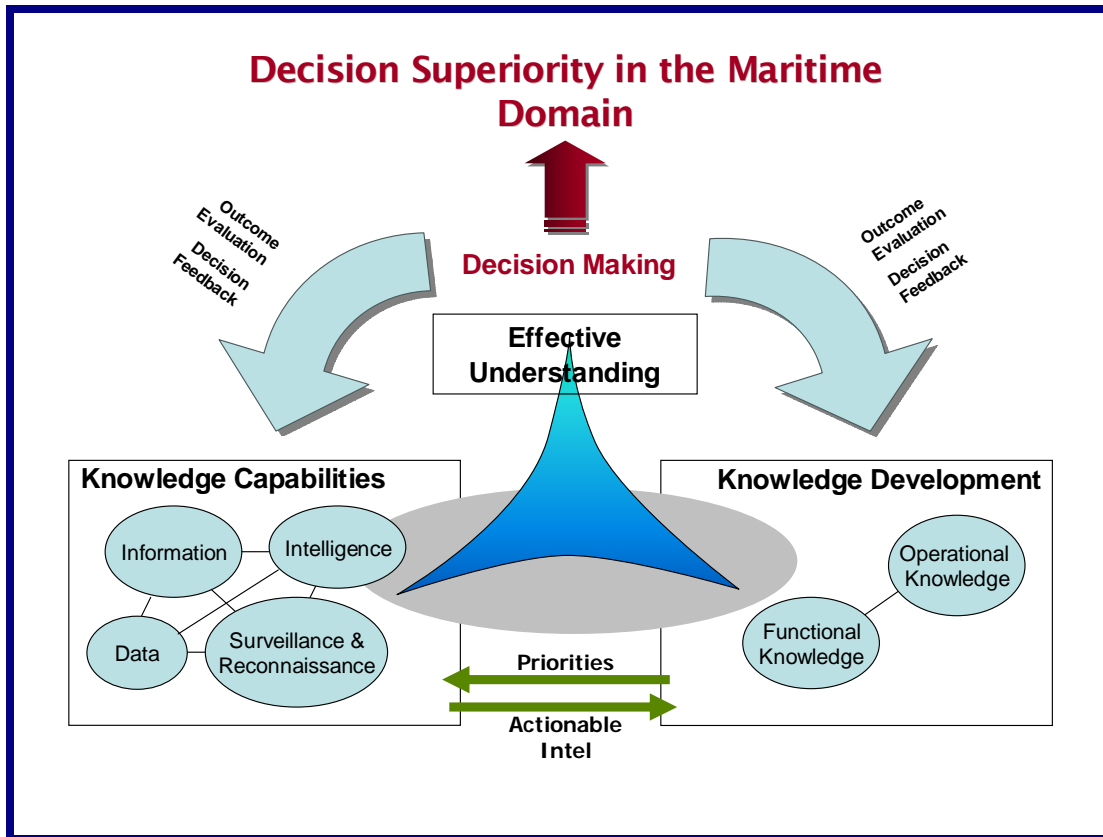 Decision Superiority in the Maritime
Domain
Outcome
Evaluation
Decision
Feedback
Decision Making
Outcome
Evaluation
Decision
Feedback
Effective
Understanding
Knowledge Capabilities
Information
Intelligence
Data
Surveillance &
Reconnaissance
Knowledge Development
Operational
Knowledge
Functional
Knowledge
Priorities
Actionable
Intel